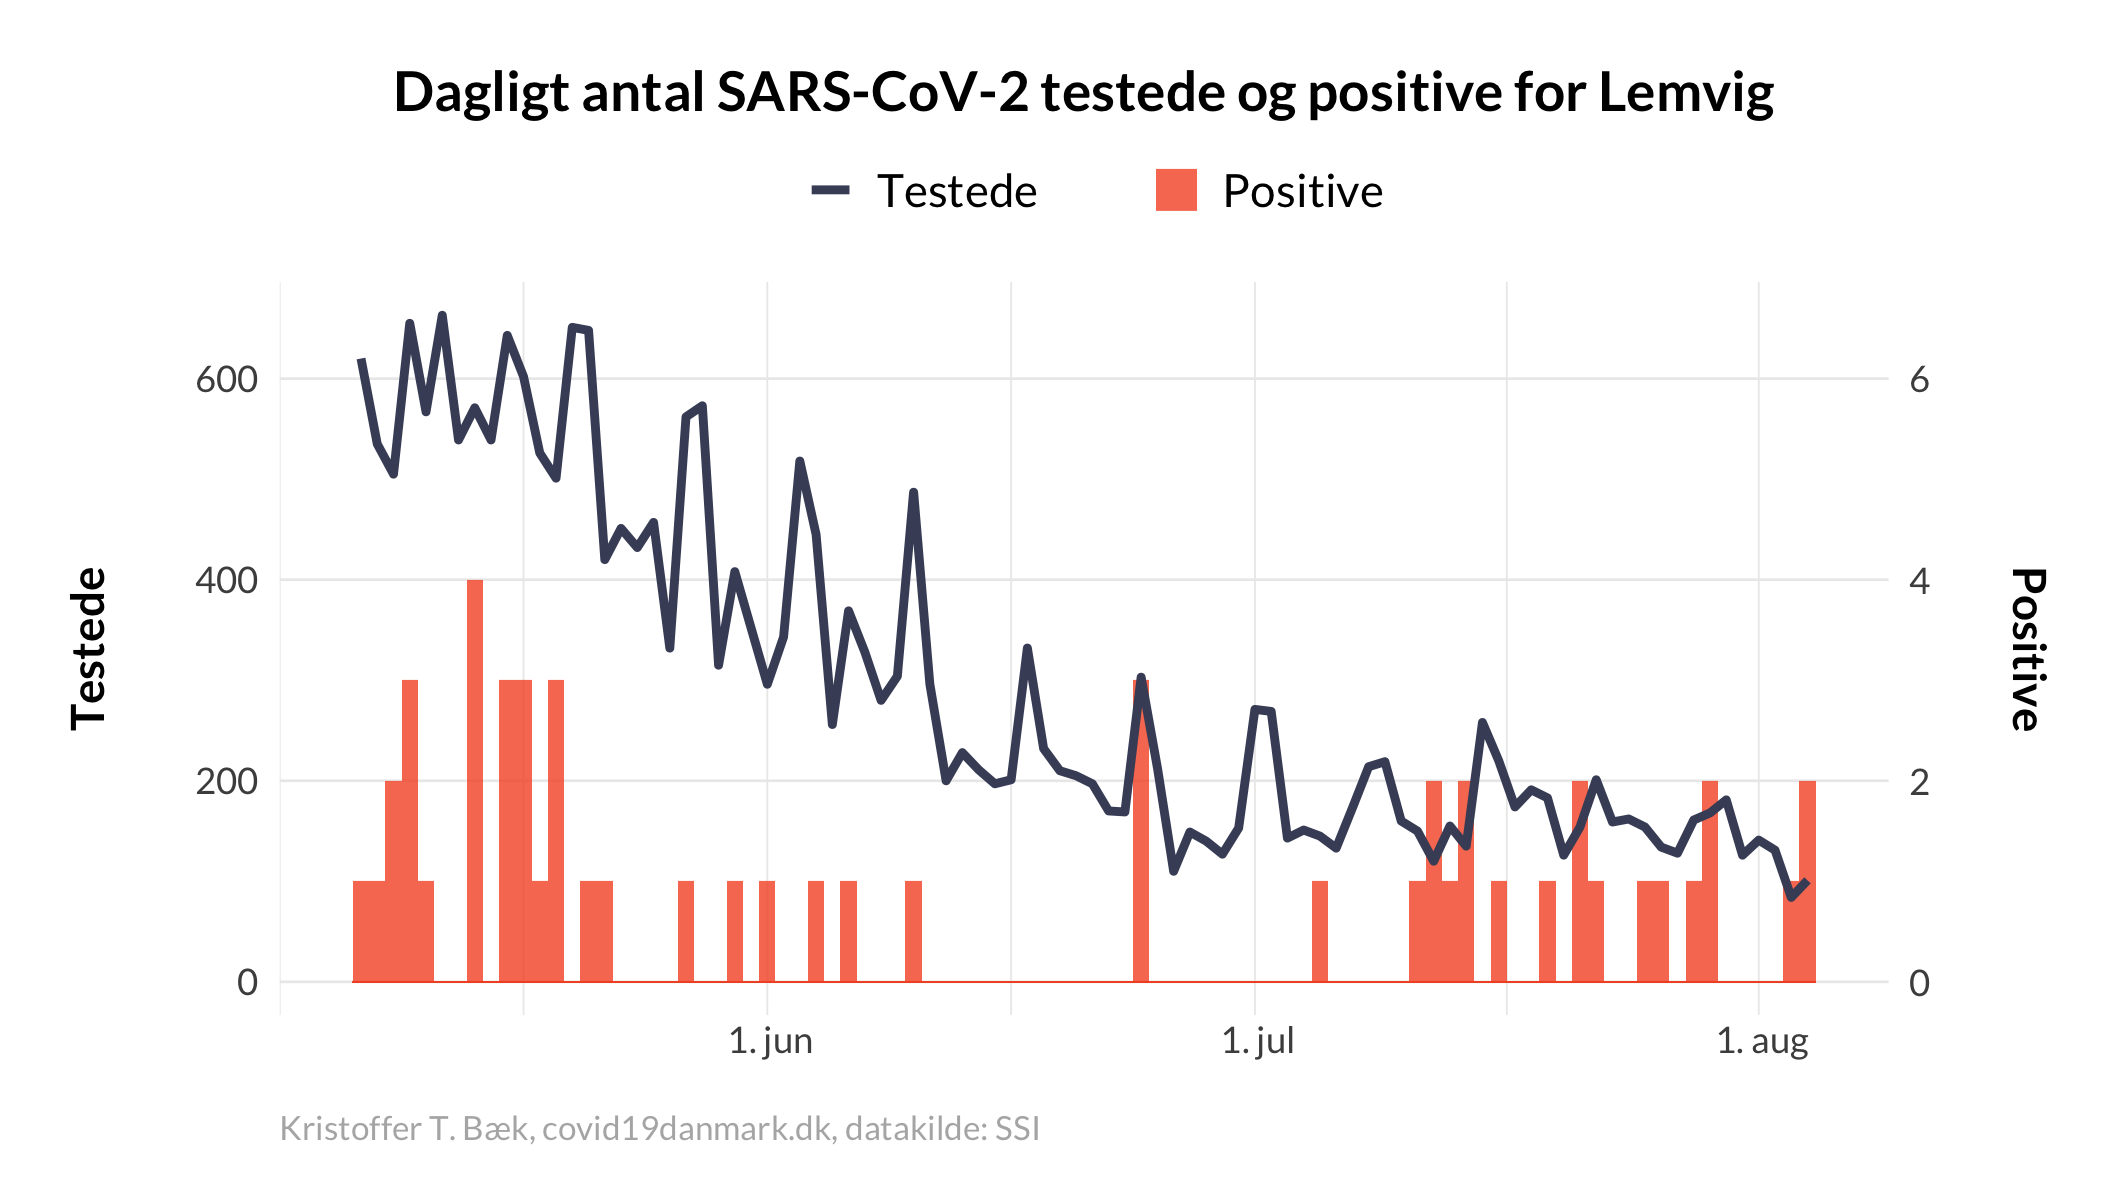 Dagligt antal SARS-CoV-2 testede og positive for Lemvig
Testede
Positive
Testede
600
400
200
0
6
4
2
0
Positive
1. jun
1. jul
1. aug
Kristoffer T. Bæk, covid19danmark.dk, datakilde: SSI